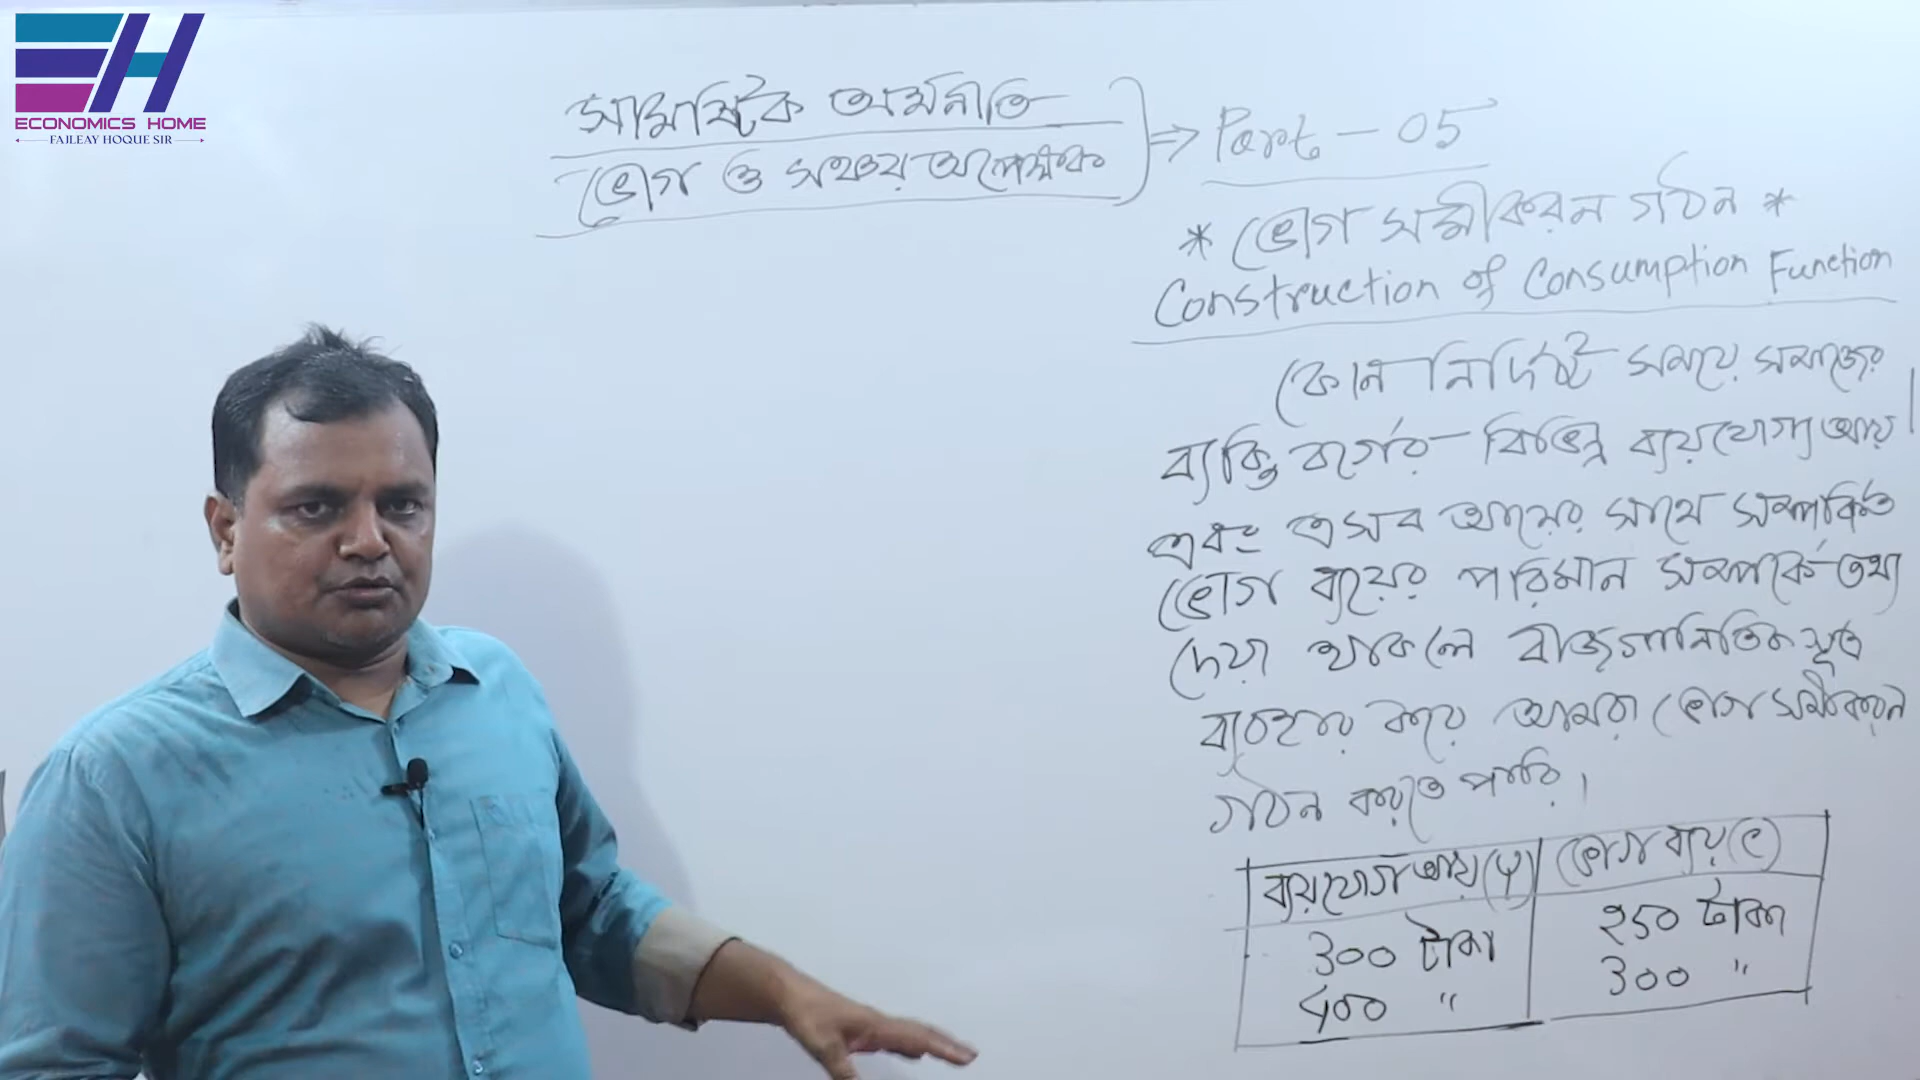 ECONOMICS HOME
FAJLEAY HOQUE SIR
সামষ্টিক অর্থনীতি
ভোগ ও সঞ্চয় অপেক্ষক
⇒ Part - 05
* ভোগ সমীকরন গঠন *
Construction of Consumption Function
কোন নির্দিষ্ট সময়ে সমাজের
ব্যক্তি বর্গের বিভিন্ন ব্যয়যোগ্য আয়
এবং এসব আয়ের সাথে সম্পর্কিত
ভোগ ব্যয়ের পরিমান সম্পর্কে তথ্য
দেয়া থাকলে বীজগানিতিক সূত্র
ব্যবহার করে আমরা ভোগ সমীকরন
গঠন করতে পারি।
ব্যয়যোগ্য আয় (Y) ভোগ ব্যয় (C)
300 টাকা ২৫০ টাকা
400 " 300 "